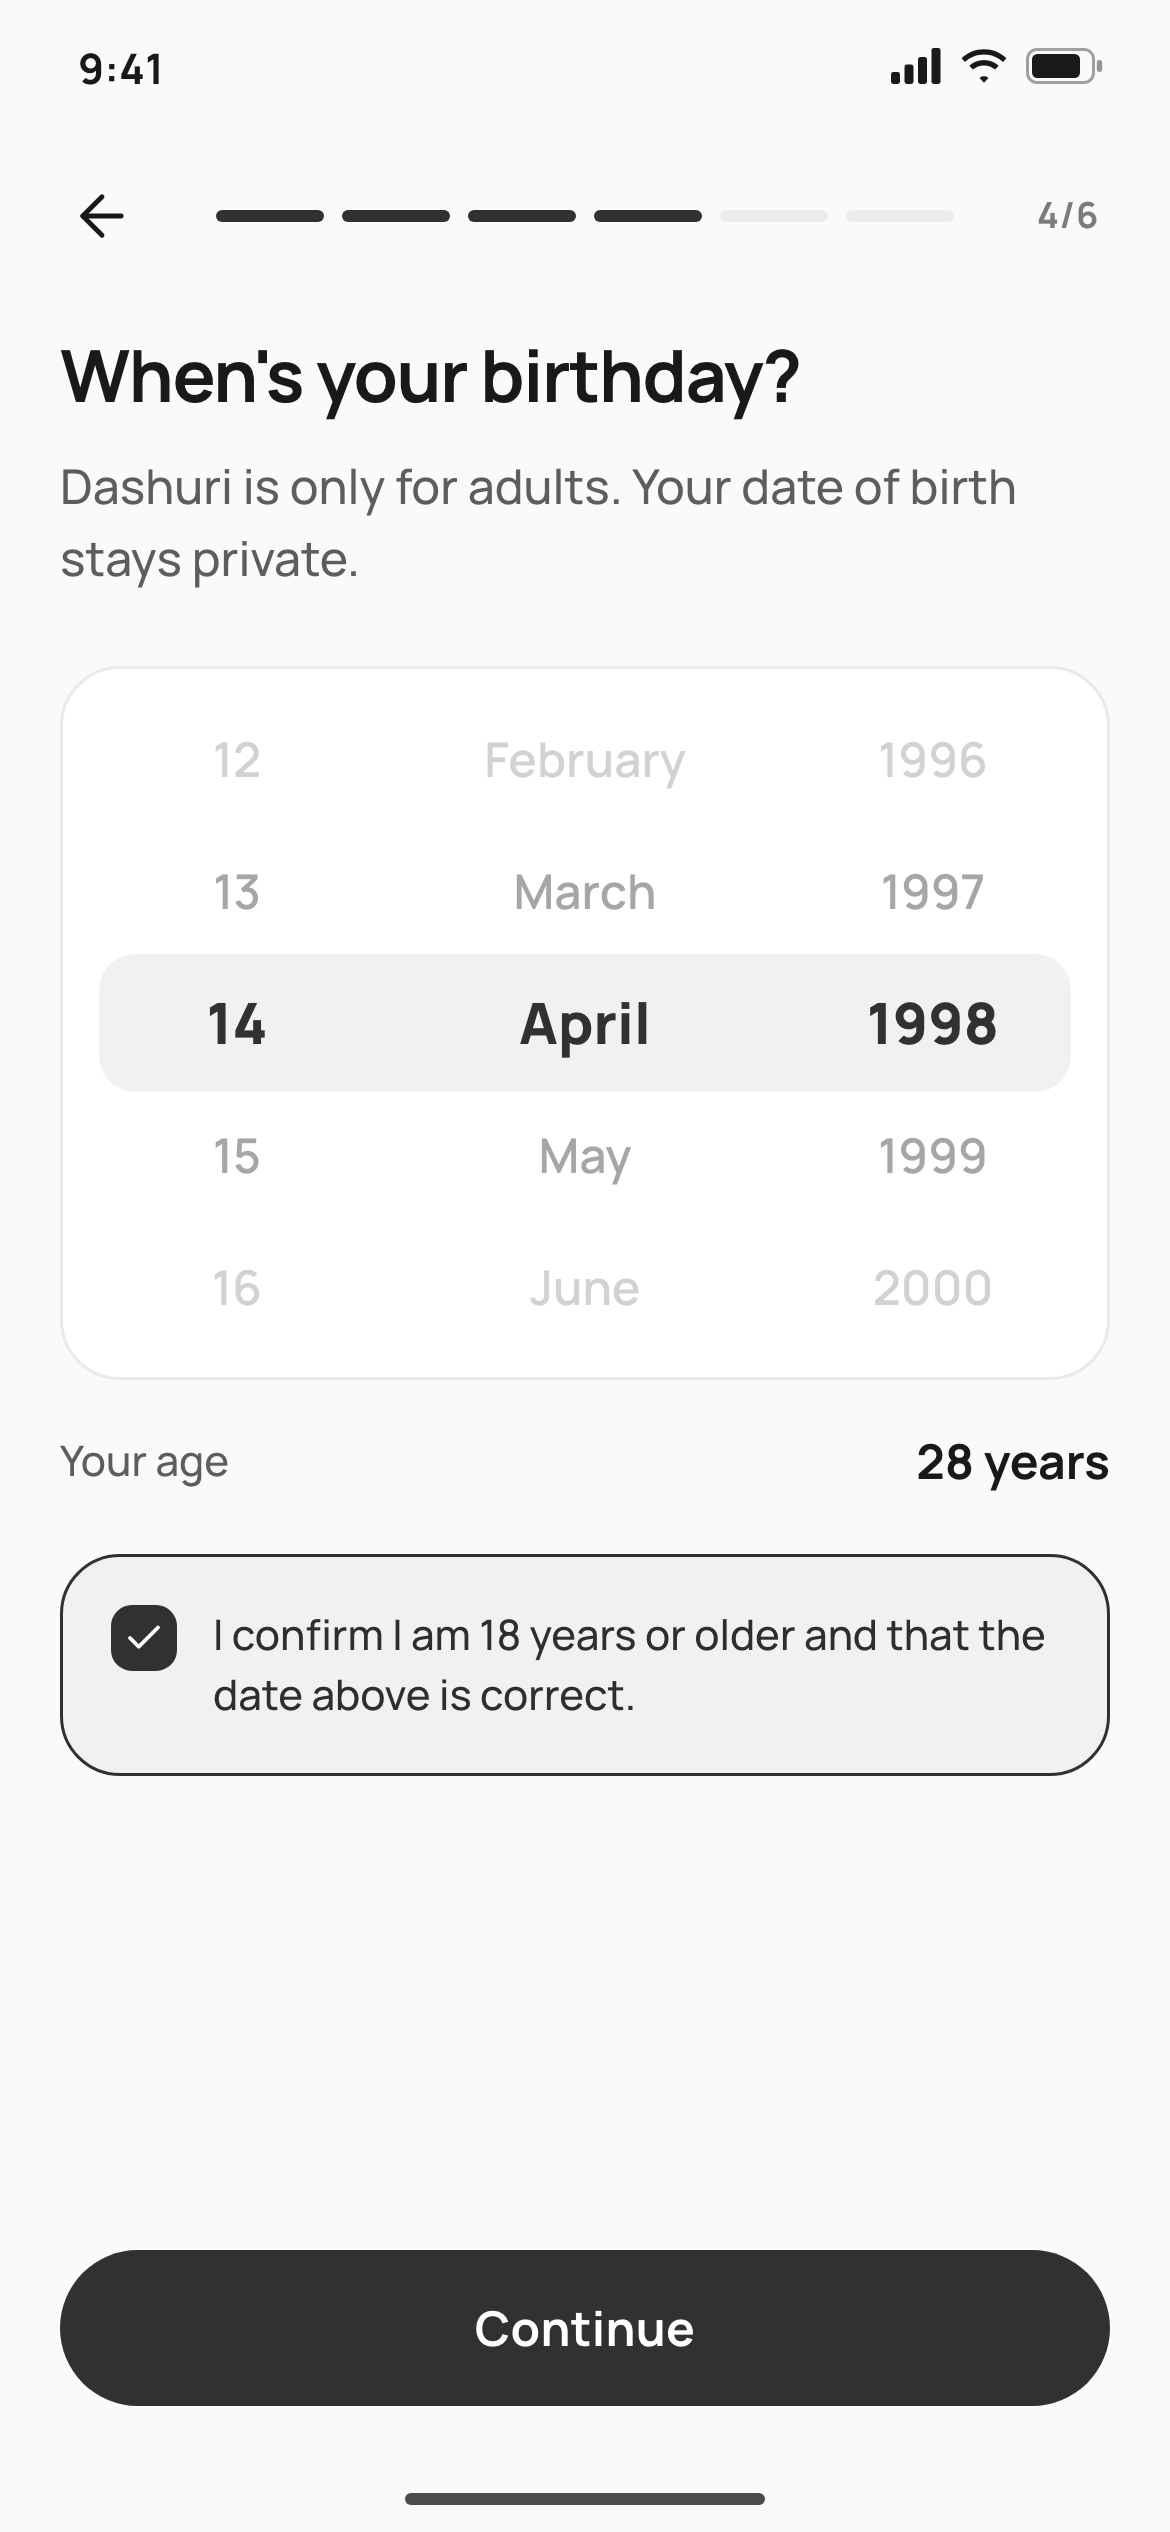 9:41
4/6
When's your birthday?
Dashuri is only for adults. Your date of birth
stays private.
12 February 1996
13 March 1997
14 April 1998
15 May 1999
16 June 2000
Your age 28 years
I confirm I am 18 years or older and that the
date above is correct.
Continue